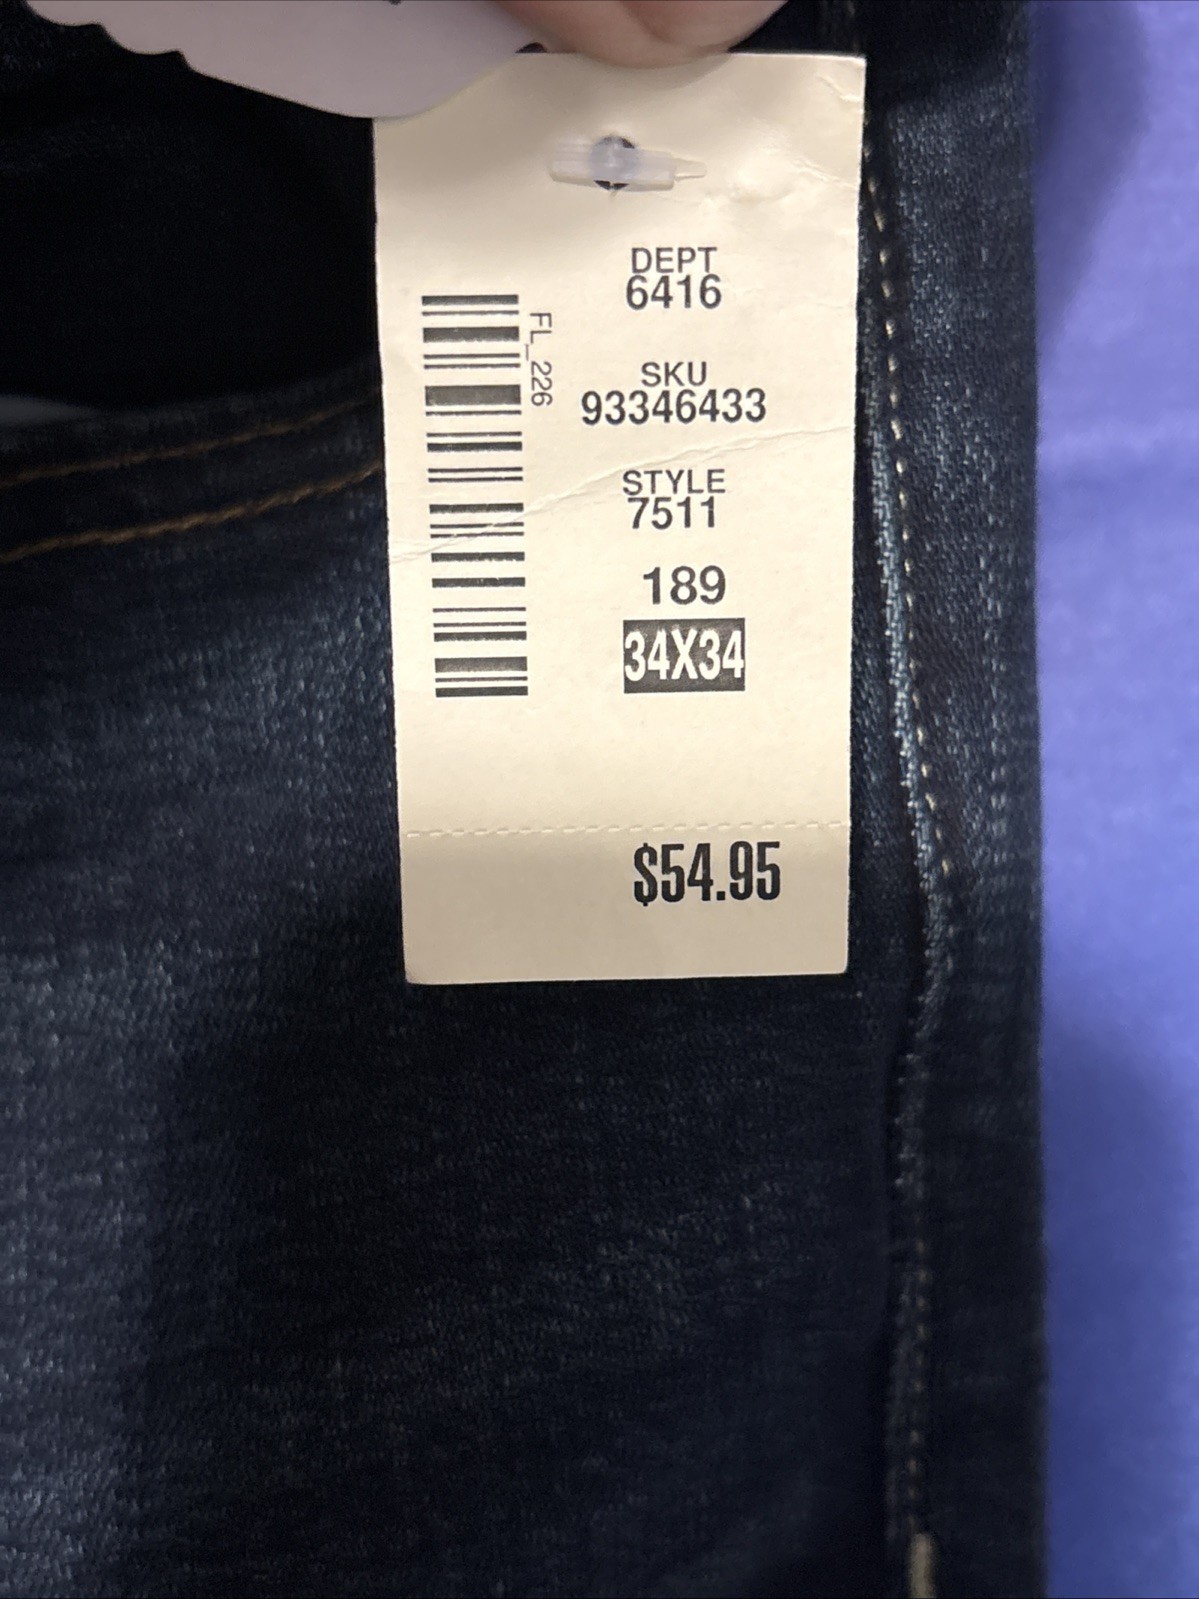 DEPT
6416
FL_226
SKU
93346433
STYLE
7511
189
34X34
$54.95